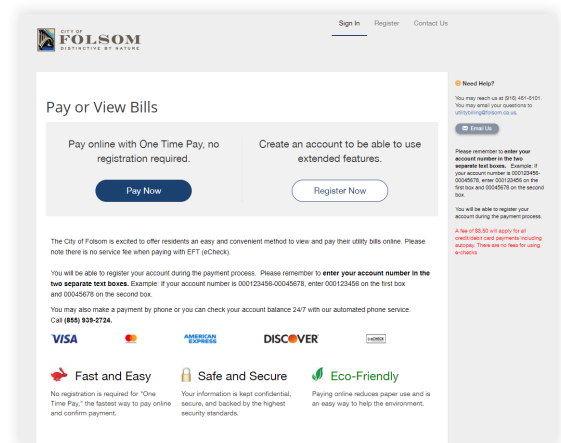 Sign In Register Contact Us
CITY OF
FOLSOM
DISTINCTIVE BY NATURE
Pay or View Bills
Pay online with One Time Pay, no
registration required.
Pay Now
Create an account to be able to use
extended features.
Register Now
The City of Folsom is excited to offer residents an easy and convenient method to view and pay their utility bills online. Please
note there is no service fee when paying with EFT (eCheck).
You will be able to register your account during the payment process. Please remember to enter your account number in the
two separate text boxes. Example: If your account number is 000123456-00045678, enter 000123456 on the first box
and 00045678 on the second box.
You may also make a payment by phone or you can check your account balance 24/7 with our automated phone service.
Call (855) 939-2724.
VISA
AMERICAN
EXPRESS
DISCOVER
eCHECK
Fast and Easy
No registration is required for "One
Time Pay," the fastest way to pay online
and confirm payment.
Safe and Secure
Your information is kept confidential,
secure, and backed by the highest
security standards.
Eco-Friendly
Paying online reduces paper use and is
an easy way to help the environment.
Need Help?
You may reach us at (916) 461-6101.
You may email your questions to
utilitybilling@folsom.ca.us.
Email Us
Please remember to enter your
account number in the two
separate text boxes. Example: If
your account number is 000123456-
00045678, enter 000123456 on the
first box and 00045678 on the second
box.
You will be able to register your
account during the payment process.
A fee of $3.50 will apply for all
credit/debit card payments including
autopay. There are no fees for using
e-checks